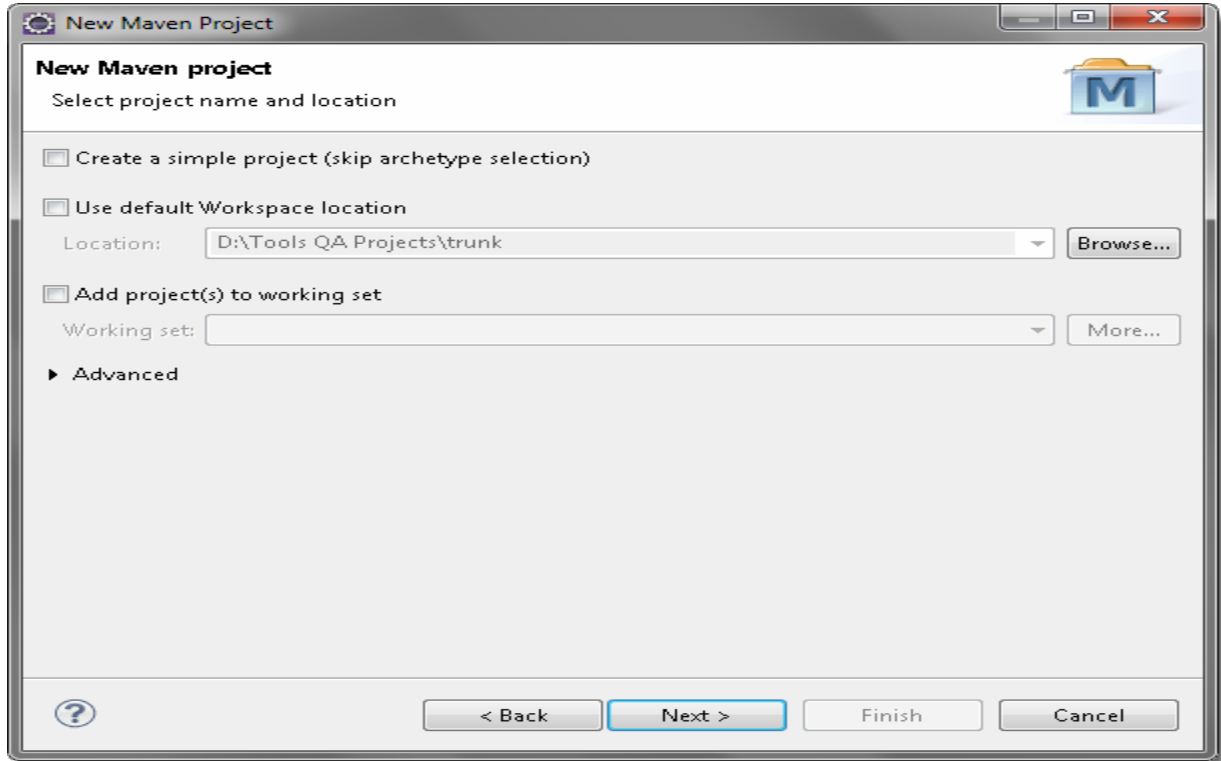 New Maven Project
New Maven project
Select project name and location
M
Create a simple project (skip archetype selection)
Use default Workspace location
Location: D:\Tools QA Projects\trunk Browse...
Add project(s) to working set
Working set: More...
Advanced
? < Back Next > Finish Cancel